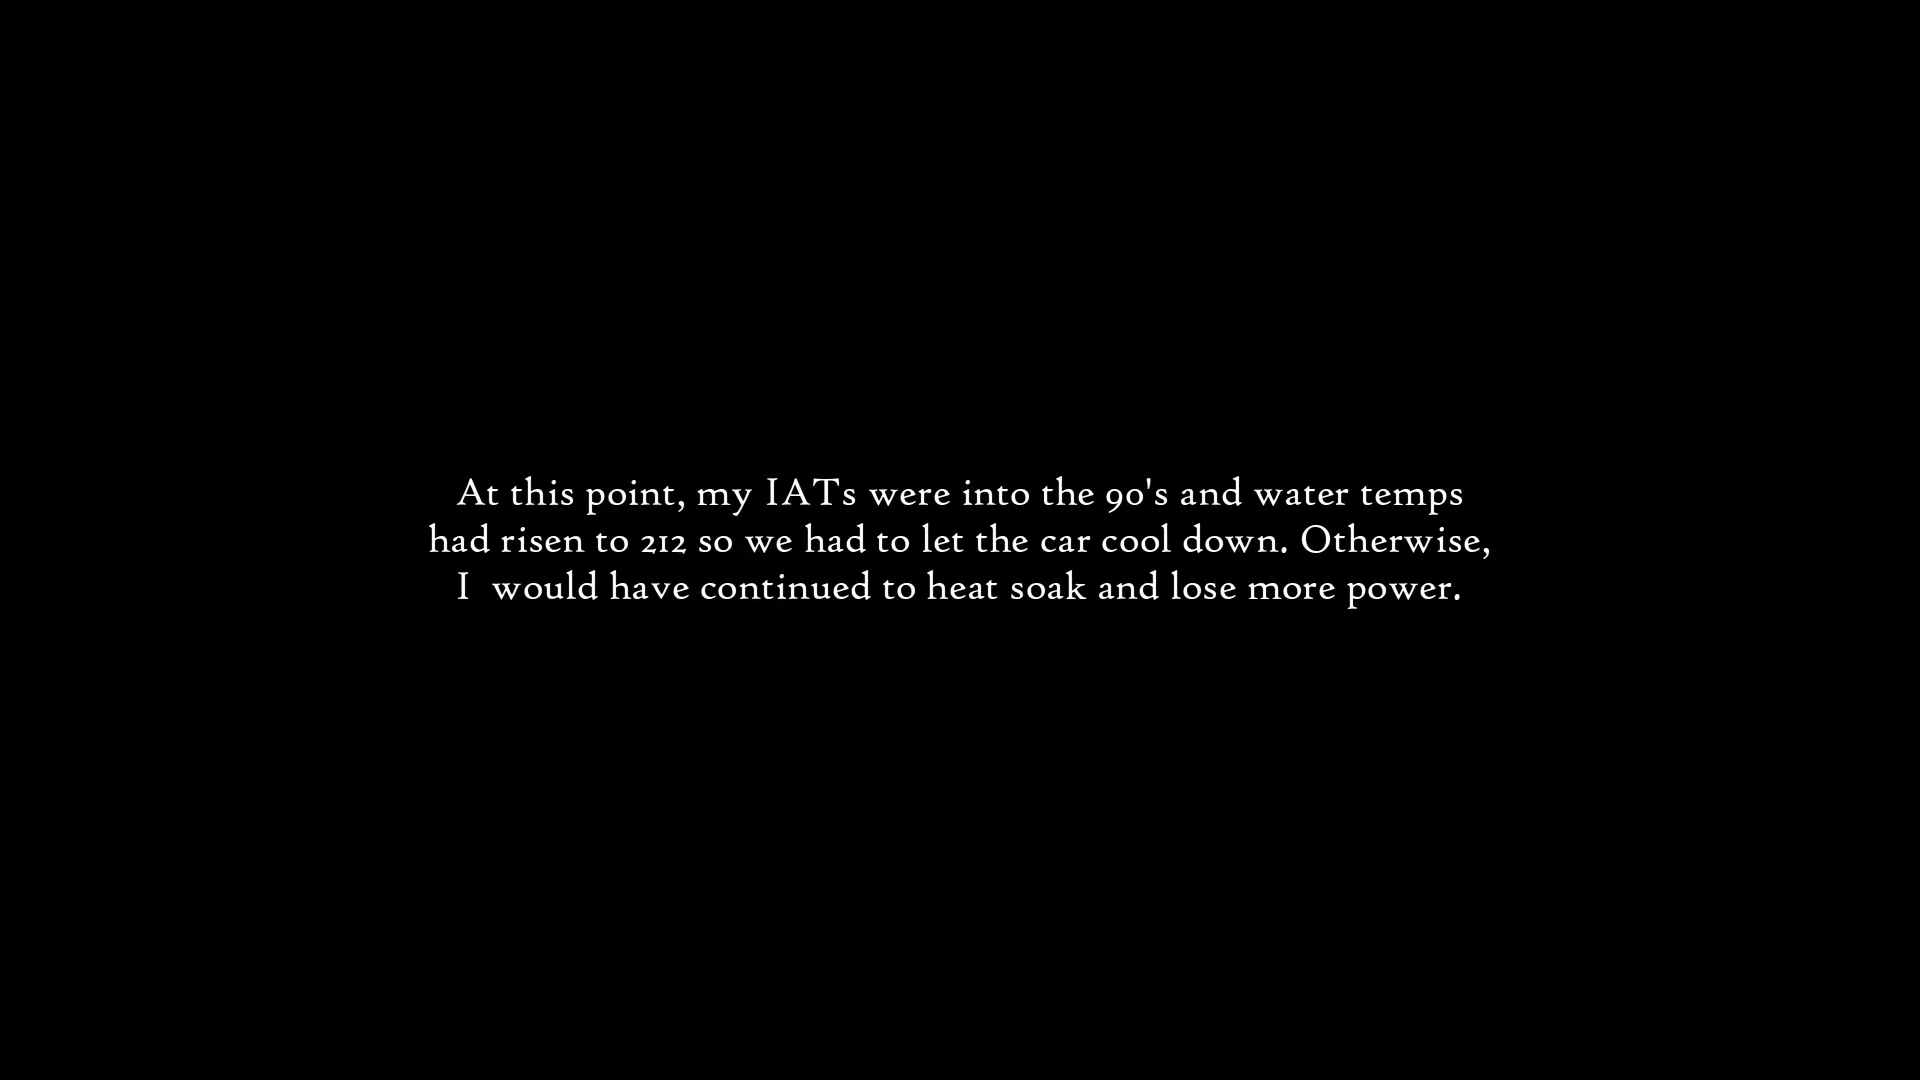 At this point, my IATs were into the 90's and water temps
had risen to 212 so we had to let the car cool down. Otherwise,
I  would have continued to heat soak and lose more power.